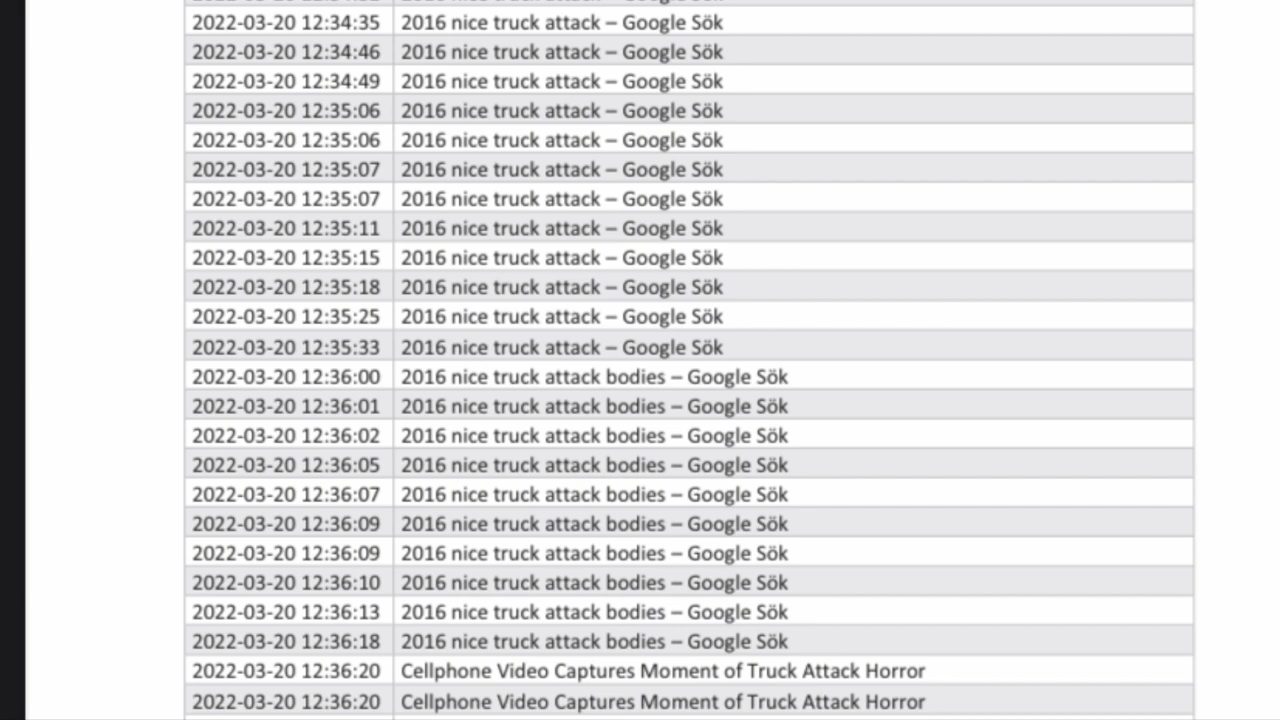 2022-03-20 12:34:35 2016 nice truck attack – Google Sök
2022-03-20 12:34:46 2016 nice truck attack – Google Sök
2022-03-20 12:34:49 2016 nice truck attack – Google Sök
2022-03-20 12:35:06 2016 nice truck attack – Google Sök
2022-03-20 12:35:06 2016 nice truck attack – Google Sök
2022-03-20 12:35:07 2016 nice truck attack – Google Sök
2022-03-20 12:35:07 2016 nice truck attack – Google Sök
2022-03-20 12:35:11 2016 nice truck attack – Google Sök
2022-03-20 12:35:15 2016 nice truck attack – Google Sök
2022-03-20 12:35:18 2016 nice truck attack – Google Sök
2022-03-20 12:35:25 2016 nice truck attack – Google Sök
2022-03-20 12:35:33 2016 nice truck attack – Google Sök
2022-03-20 12:36:00 2016 nice truck attack bodies – Google Sök
2022-03-20 12:36:01 2016 nice truck attack bodies – Google Sök
2022-03-20 12:36:02 2016 nice truck attack bodies – Google Sök
2022-03-20 12:36:05 2016 nice truck attack bodies – Google Sök
2022-03-20 12:36:07 2016 nice truck attack bodies – Google Sök
2022-03-20 12:36:09 2016 nice truck attack bodies – Google Sök
2022-03-20 12:36:09 2016 nice truck attack bodies – Google Sök
2022-03-20 12:36:10 2016 nice truck attack bodies – Google Sök
2022-03-20 12:36:13 2016 nice truck attack bodies – Google Sök
2022-03-20 12:36:18 2016 nice truck attack bodies – Google Sök
2022-03-20 12:36:20 Cellphone Video Captures Moment of Truck Attack Horror
2022-03-20 12:36:20 Cellphone Video Captures Moment of Truck Attack Horror